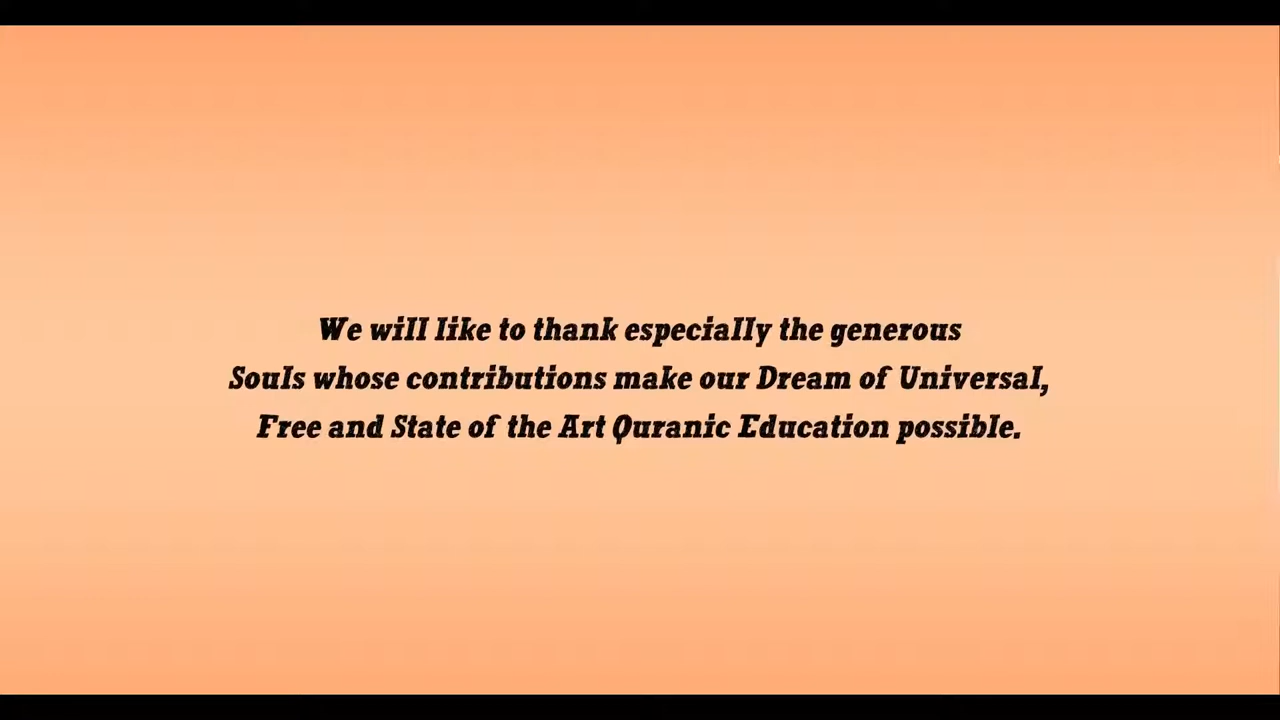 We will like to thank especially the generous
Souls whose contributions make our Dream of Universal,
Free and State of the Art Quranic Education possible.